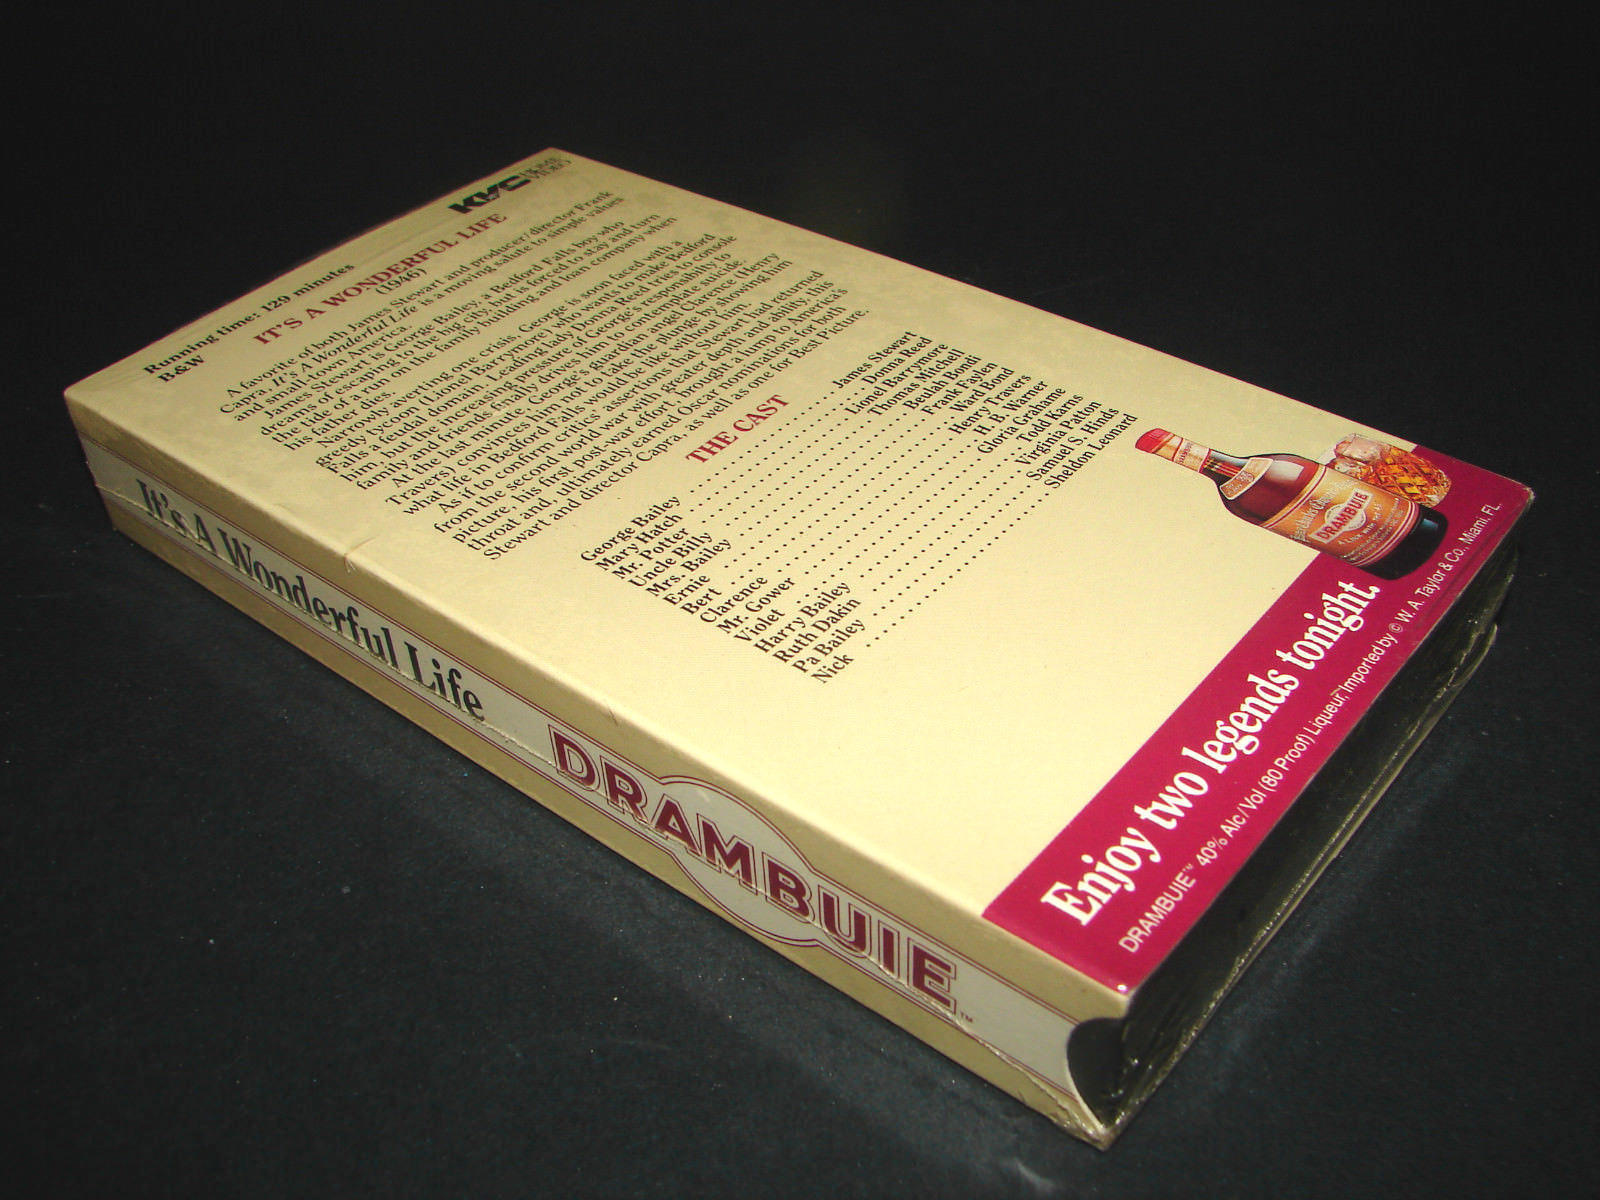 KVC HOME VIDEO
Running time: 129 minutes
B&W
IT'S A WONDERFUL LIFE
(1946)
A favorite of both James Stewart and producer/director Frank
Capra, It's A Wonderful Life is a moving salute to simple values
and small town America.
James Stewart is George Bailey, a Bedford Falls boy who
dreams of escaping to the big city, but is forced to stay and turn
the tide of a run on the family building and loan company when
his father dies.
Narrowly averting one crisis, George is soon faced with a
greedy tycoon (Lionel Barrymore) who wants to make Bedford
Falls a feudal domain. Leading lady Donna Reed tries to console
him, but the increasing pressure of George's responsibilty to
family and friends finally drives him to contemplate suicide.
At the last minute, George's guardian angel Clarence (Henry
Travers) convinces him not to take the plunge by showing him
what life in Bedford Falls would be like without him.
As if to confirm critics' assertions that Stewart had returned
from the second world war with greater depth and ability, this
picture, his first post-war effort, brought a lump to America's
throat and ultimately earned Oscar nominations for both
Stewart and director Capra, as well as one for Best Picture.
THE CAST
George Bailey . . . . . . . . . . James Stewart
Mary Hatch . . . . . . . . . . Donna Reed
Mr. Potter . . . . . . . . . . Lionel Barrymore
Uncle Billy . . . . . . . . . . Thomas Mitchell
Mrs. Bailey . . . . . . . . . . Beulah Bondi
Ernie . . . . . . . . . . Frank Faylen
Bert . . . . . . . . . . Ward Bond
Clarence . . . . . . . . . . Henry Travers
Mr. Gower . . . . . . . . . . H. B. Warner
Violet . . . . . . . . . . Gloria Grahame
Harry Bailey . . . . . . . . . . Todd Karns
Ruth Dakin . . . . . . . . . . Virginia Patton
Pa Bailey . . . . . . . . . . Samuel S. Hinds
Nick . . . . . . . . . . Sheldon Leonard
DRAMBUIE
Enjoy two legends tonight.
DRAMBUIE™ 40% Alc/Vol (80 Proof) Liqueur, Imported by © W. A. Taylor & Co., Miami, FL.
It's A Wonderful Life
DRAMBUIE™